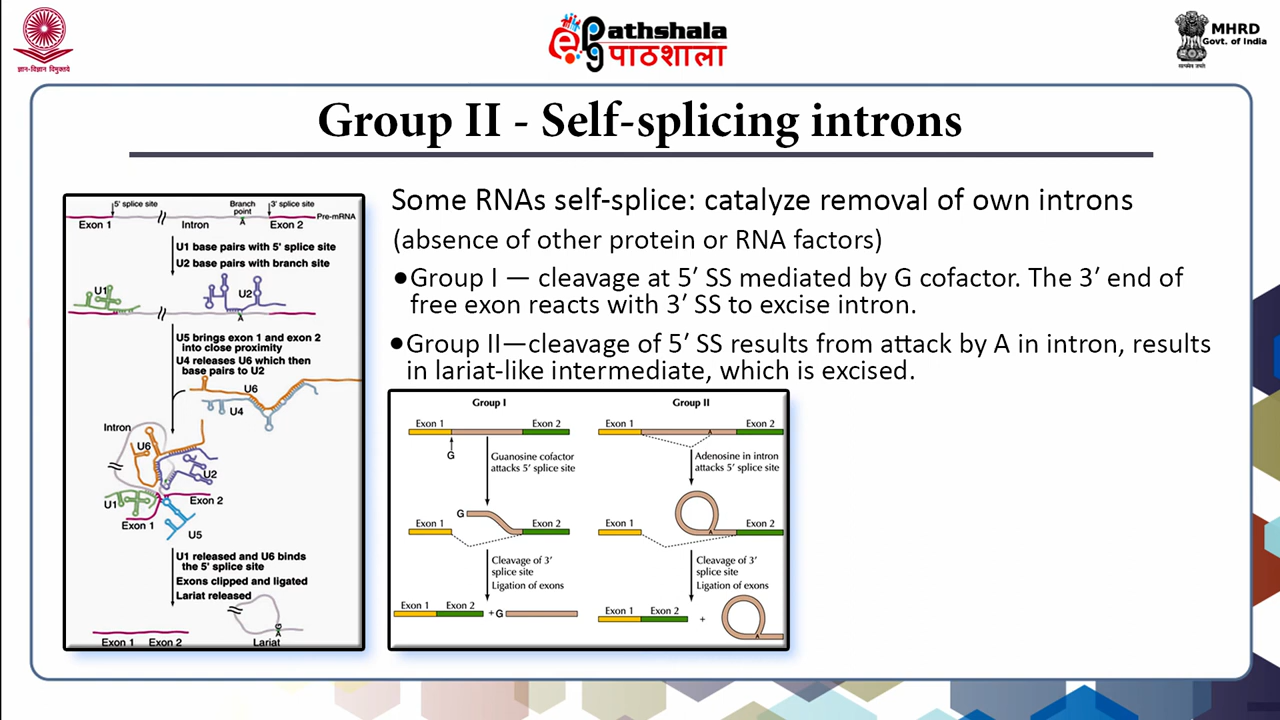 Pathshala
पाठशाला
MHRD
Govt. of India
ज्ञान-विज्ञान विमुक्तये
सत्यमेव जयते
Group II - Self-splicing introns
Some RNAs self-splice: catalyze removal of own introns
(absence of other protein or RNA factors)
●Group I — cleavage at 5′ SS mediated by G cofactor. The 3′ end of
free exon reacts with 3′ SS to excise intron.
●Group II—cleavage of 5′ SS results from attack by A in intron, results
in lariat-like intermediate, which is excised.
5' splice site
Branch
point
3' splice site
A
Pre-mRNA
Exon 1
Intron
Exon 2
U1 base pairs with 5' splice site
U2 base pairs with branch site
U1
U2
A
U5 brings exon 1 and exon 2
into close proximity
U4 releases U6 which then
base pairs to U2
U6
U4
Intron
U6
U2
U1
Exon 2
Exon 1
U5
U1 released and U6 binds
the 5' splice site
Exons clipped and ligated
Lariat released
Exon 1 Exon 2
Lariat
Group I
Exon 1
Exon 2
G
Guanosine cofactor
attacks 5′ splice site
G
Exon 1
Exon 2
Cleavage of 3′
splice site
Ligation of exons
Exon 1 Exon 2
+ G
Group II
Exon 1
A
Exon 2
Adenosine in intron
attacks 5′ splice site
Exon 1
A
Exon 2
Cleavage of 3′
splice site
Ligation of exons
Exon 1 Exon 2
+
A